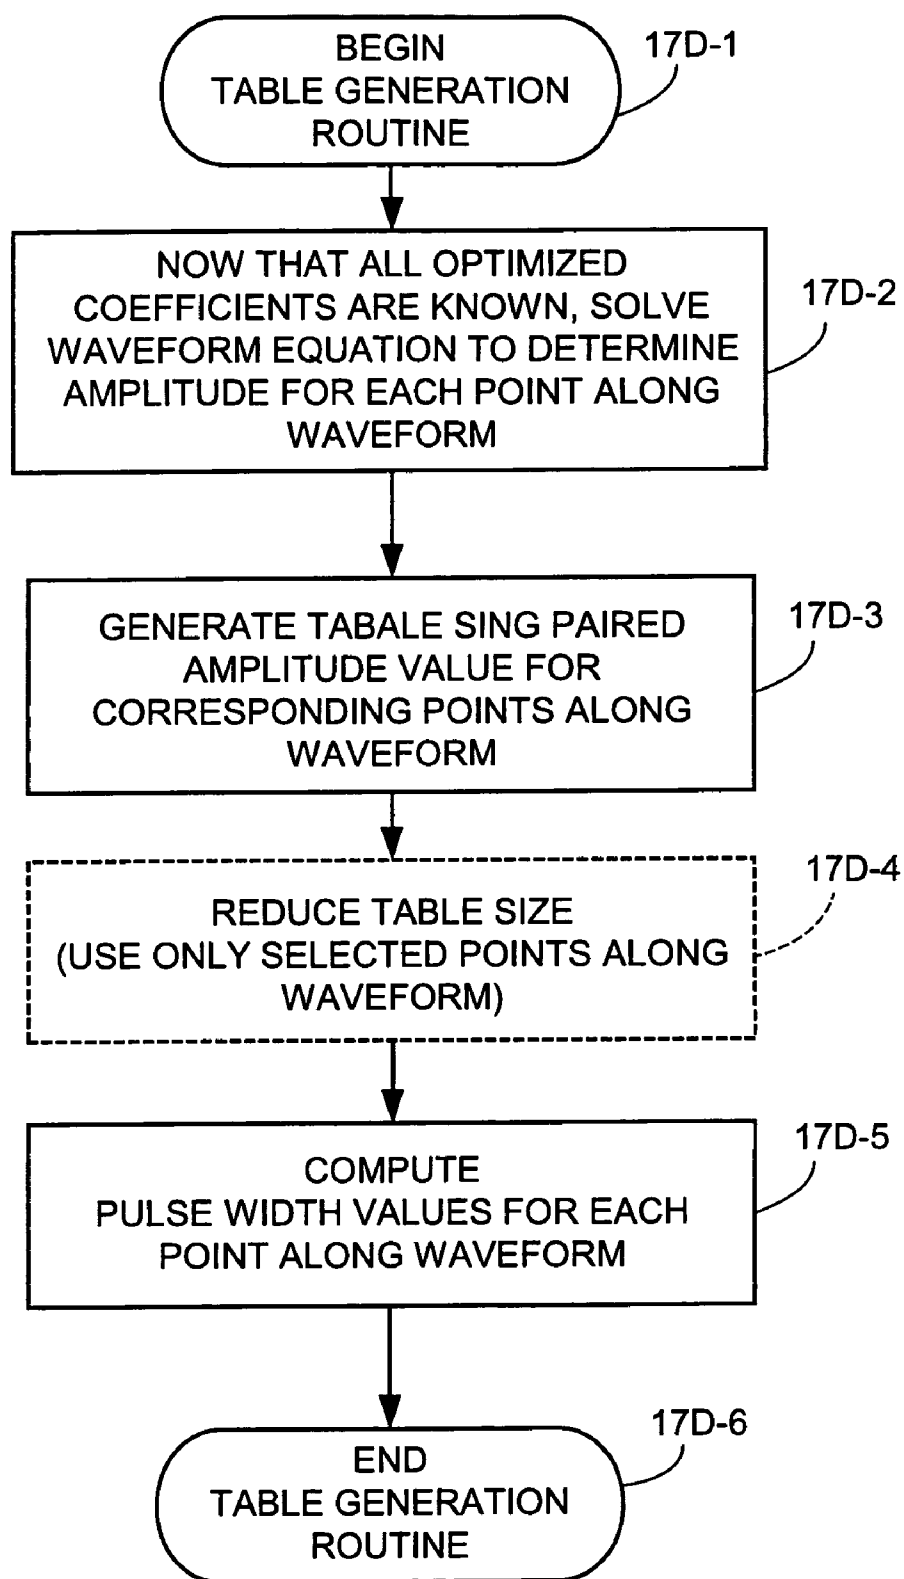 BEGIN
TABLE GENERATION
ROUTINE
17D-1
NOW THAT ALL OPTIMIZED
COEFFICIENTS ARE KNOWN, SOLVE
WAVEFORM EQUATION TO DETERMINE
AMPLITUDE FOR EACH POINT ALONG
WAVEFORM
17D-2
GENERATE TABALE SING PAIRED
AMPLITUDE VALUE FOR
CORRESPONDING POINTS ALONG
WAVEFORM
17D-3
REDUCE TABLE SIZE
(USE ONLY SELECTED POINTS ALONG
WAVEFORM)
17D-4
COMPUTE
PULSE WIDTH VALUES FOR EACH
POINT ALONG WAVEFORM
17D-5
END
TABLE GENERATION
ROUTINE
17D-6